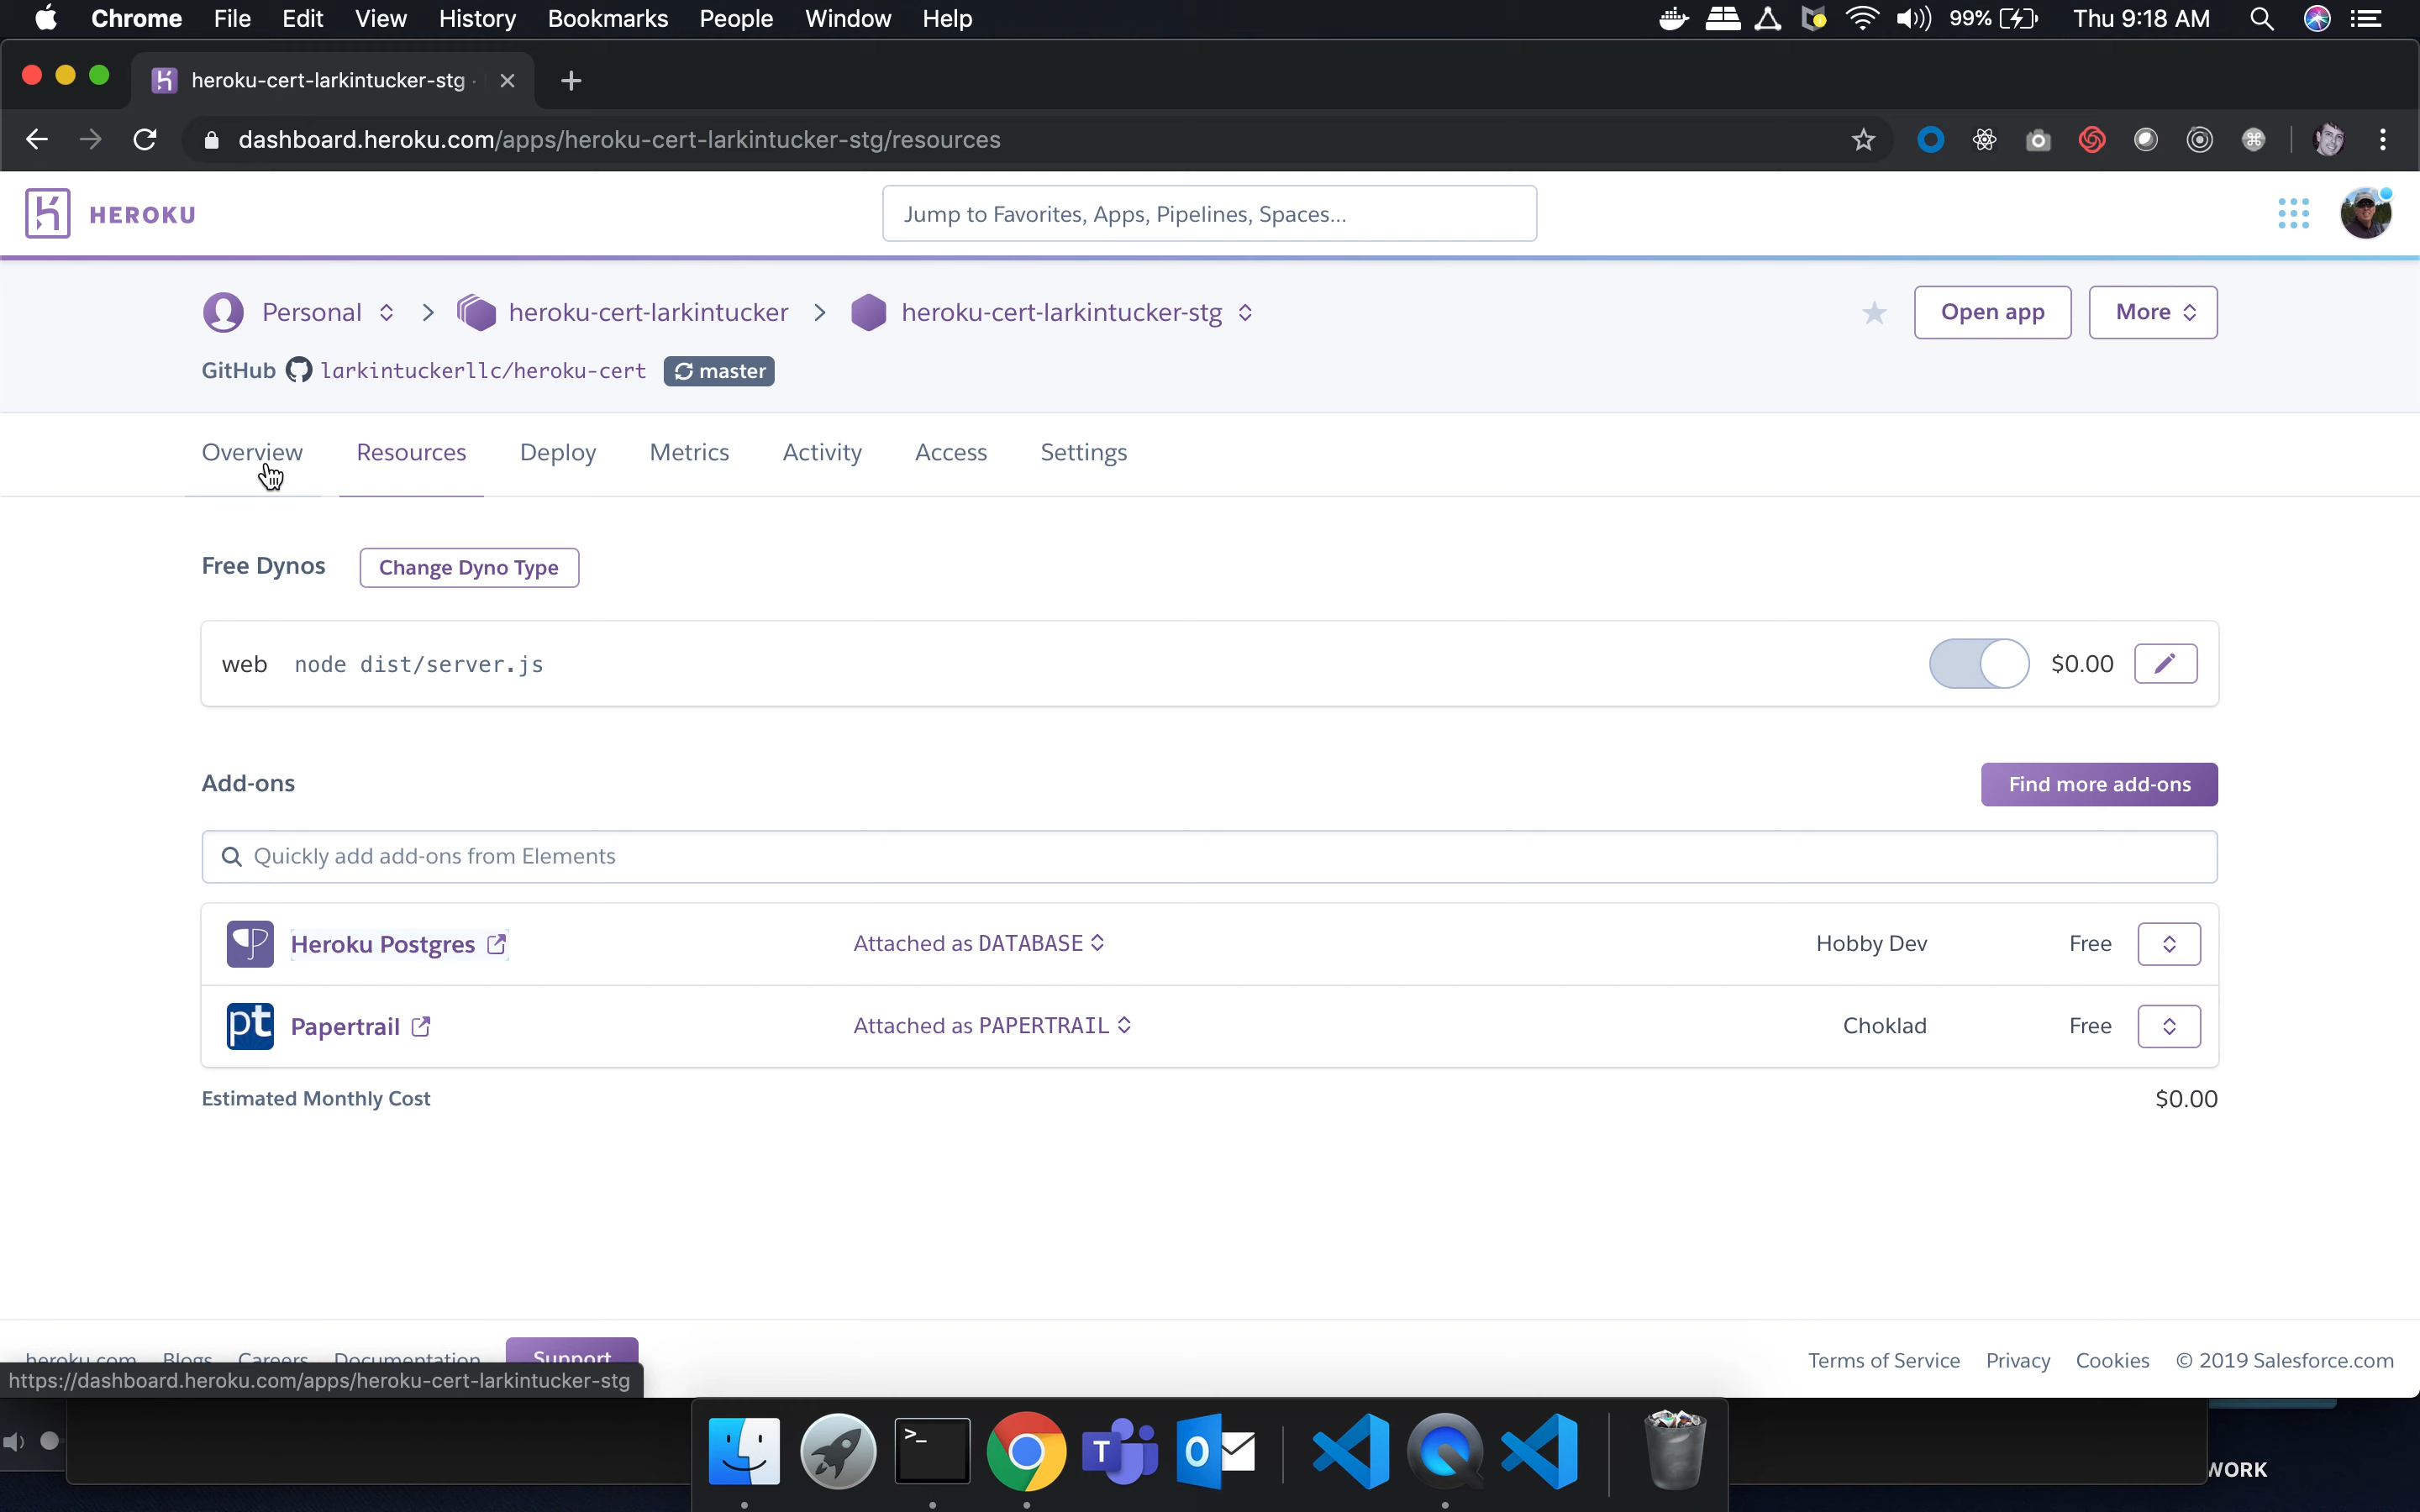 Chrome File Edit View History Bookmarks People Window Help 99% Thu 9:18 AM
heroku-cert-larkintucker-stg ·
dashboard.heroku.com/apps/heroku-cert-larkintucker-stg/resources
HEROKU Jump to Favorites, Apps, Pipelines, Spaces...
Personal > heroku-cert-larkintucker > heroku-cert-larkintucker-stg Open app More
GitHub larkintuckerllc/heroku-cert master
Overview Resources Deploy Metrics Activity Access Settings
Free Dynos Change Dyno Type
web node dist/server.js $0.00
Add-ons Find more add-ons
Quickly add add-ons from Elements
Heroku Postgres Attached as DATABASE Hobby Dev Free
pt Papertrail Attached as PAPERTRAIL Choklad Free
Estimated Monthly Cost $0.00
heroku.com Blogs Careers Documentation Support Terms of Service Privacy Cookies © 2019 Salesforce.com
https://dashboard.heroku.com/apps/heroku-cert-larkintucker-stg
WORK